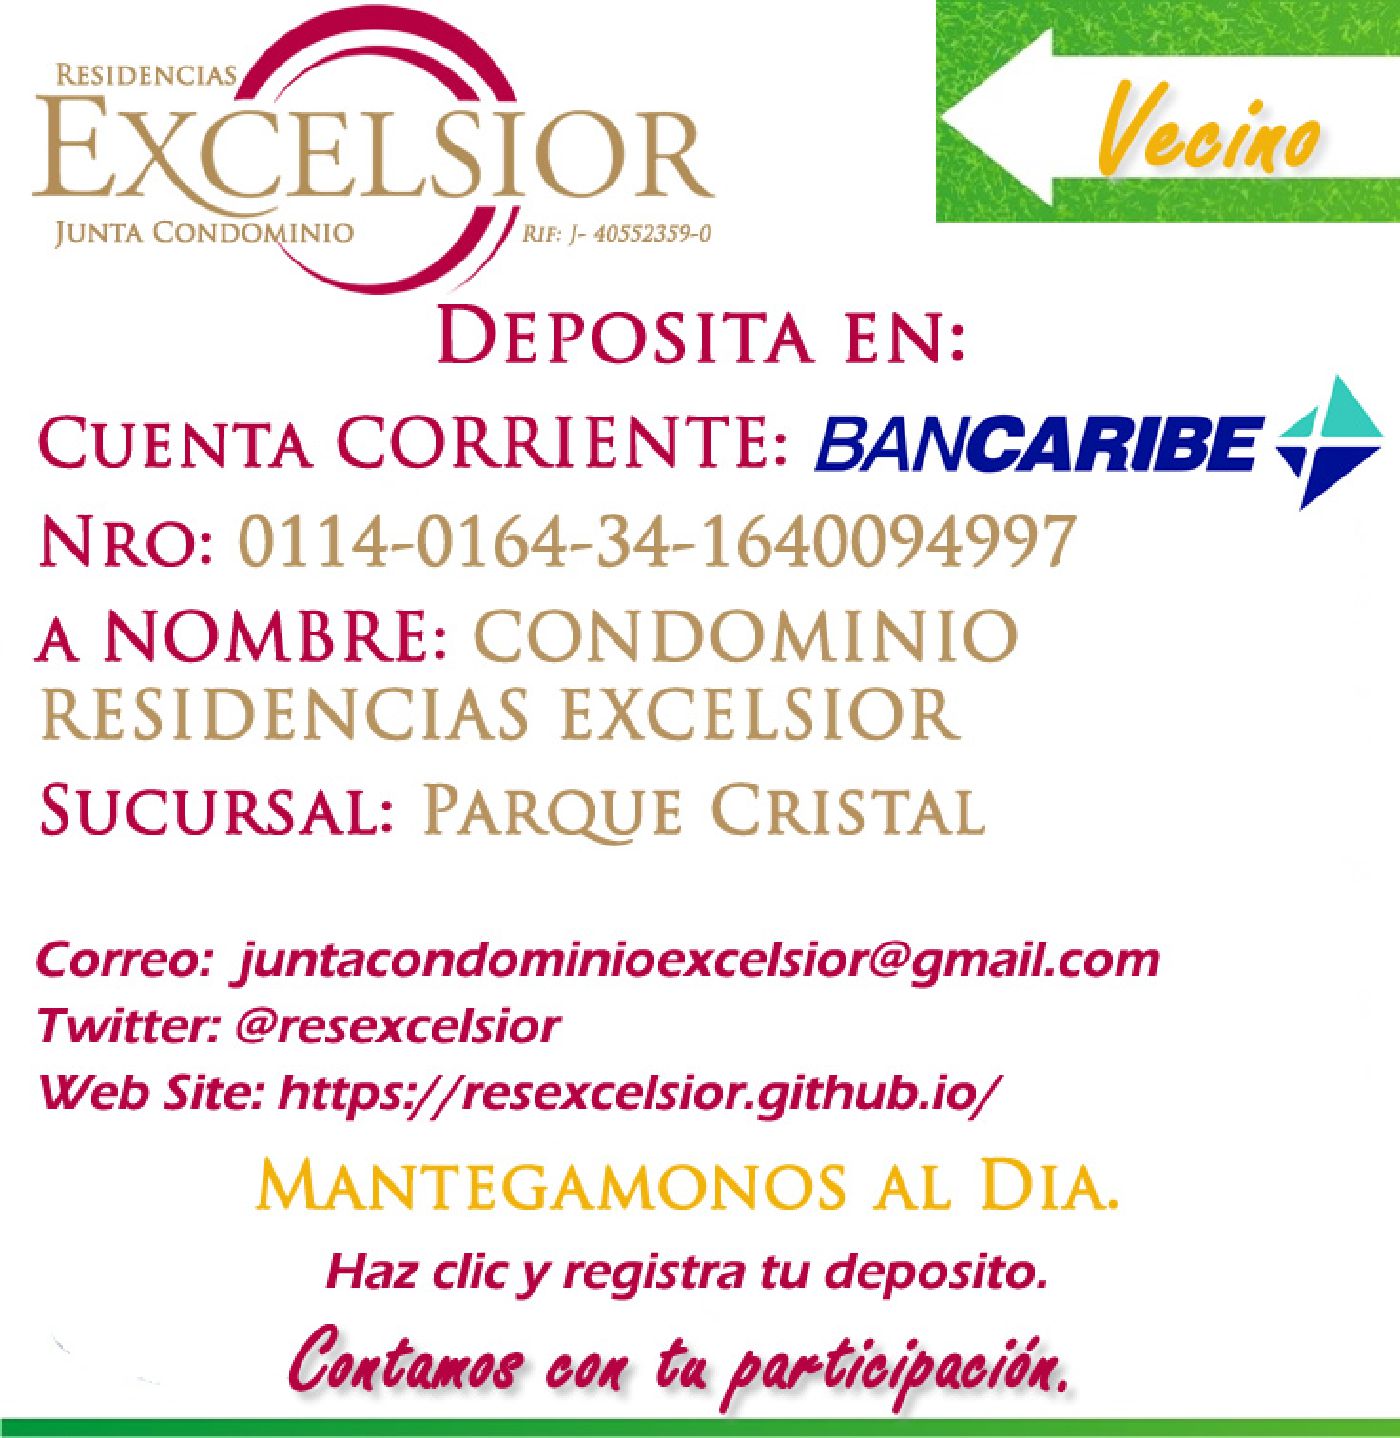 RESIDENCIAS
EXCELSIOR
JUNTA CONDOMINIO
RIF: J- 40552359-0
Vecino
DEPOSITA EN:
CUENTA CORRIENTE: BANCARIBE
NRO: 0114-0164-34-1640094997
A NOMBRE: CONDOMINIO
RESIDENCIAS EXCELSIOR
SUCURSAL: PARQUE CRISTAL
Correo: juntacondominioexcelsior@gmail.com
Twitter: @resexcelsior
Web Site: https://resexcelsior.github.io/
MANTEGAMONOS AL DIA.
Haz clic y registra tu deposito.
Contamos con tu participación.